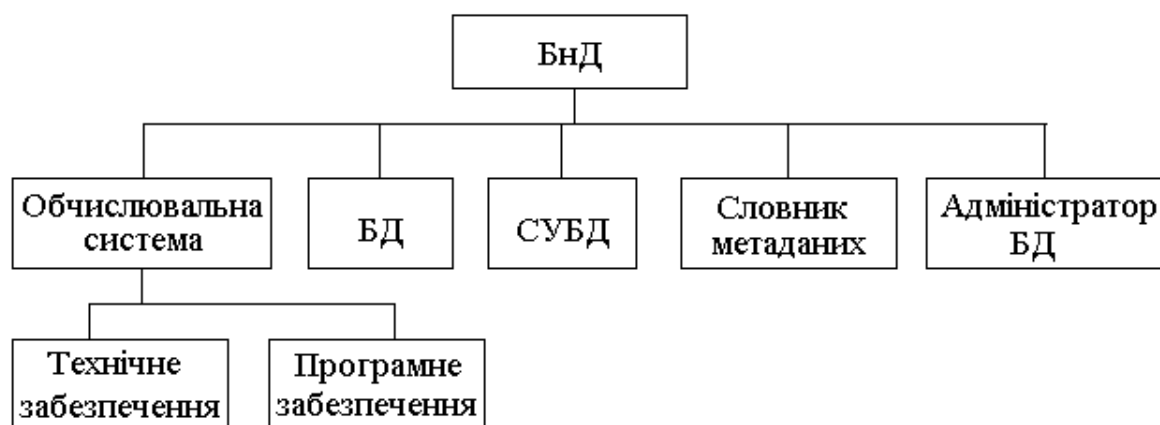 БнД
Обчислювальна
система
БД
СУБД
Словник
метаданих
Адміністратор
БД
Технічне
забезпечення
Програмне
забезпечення